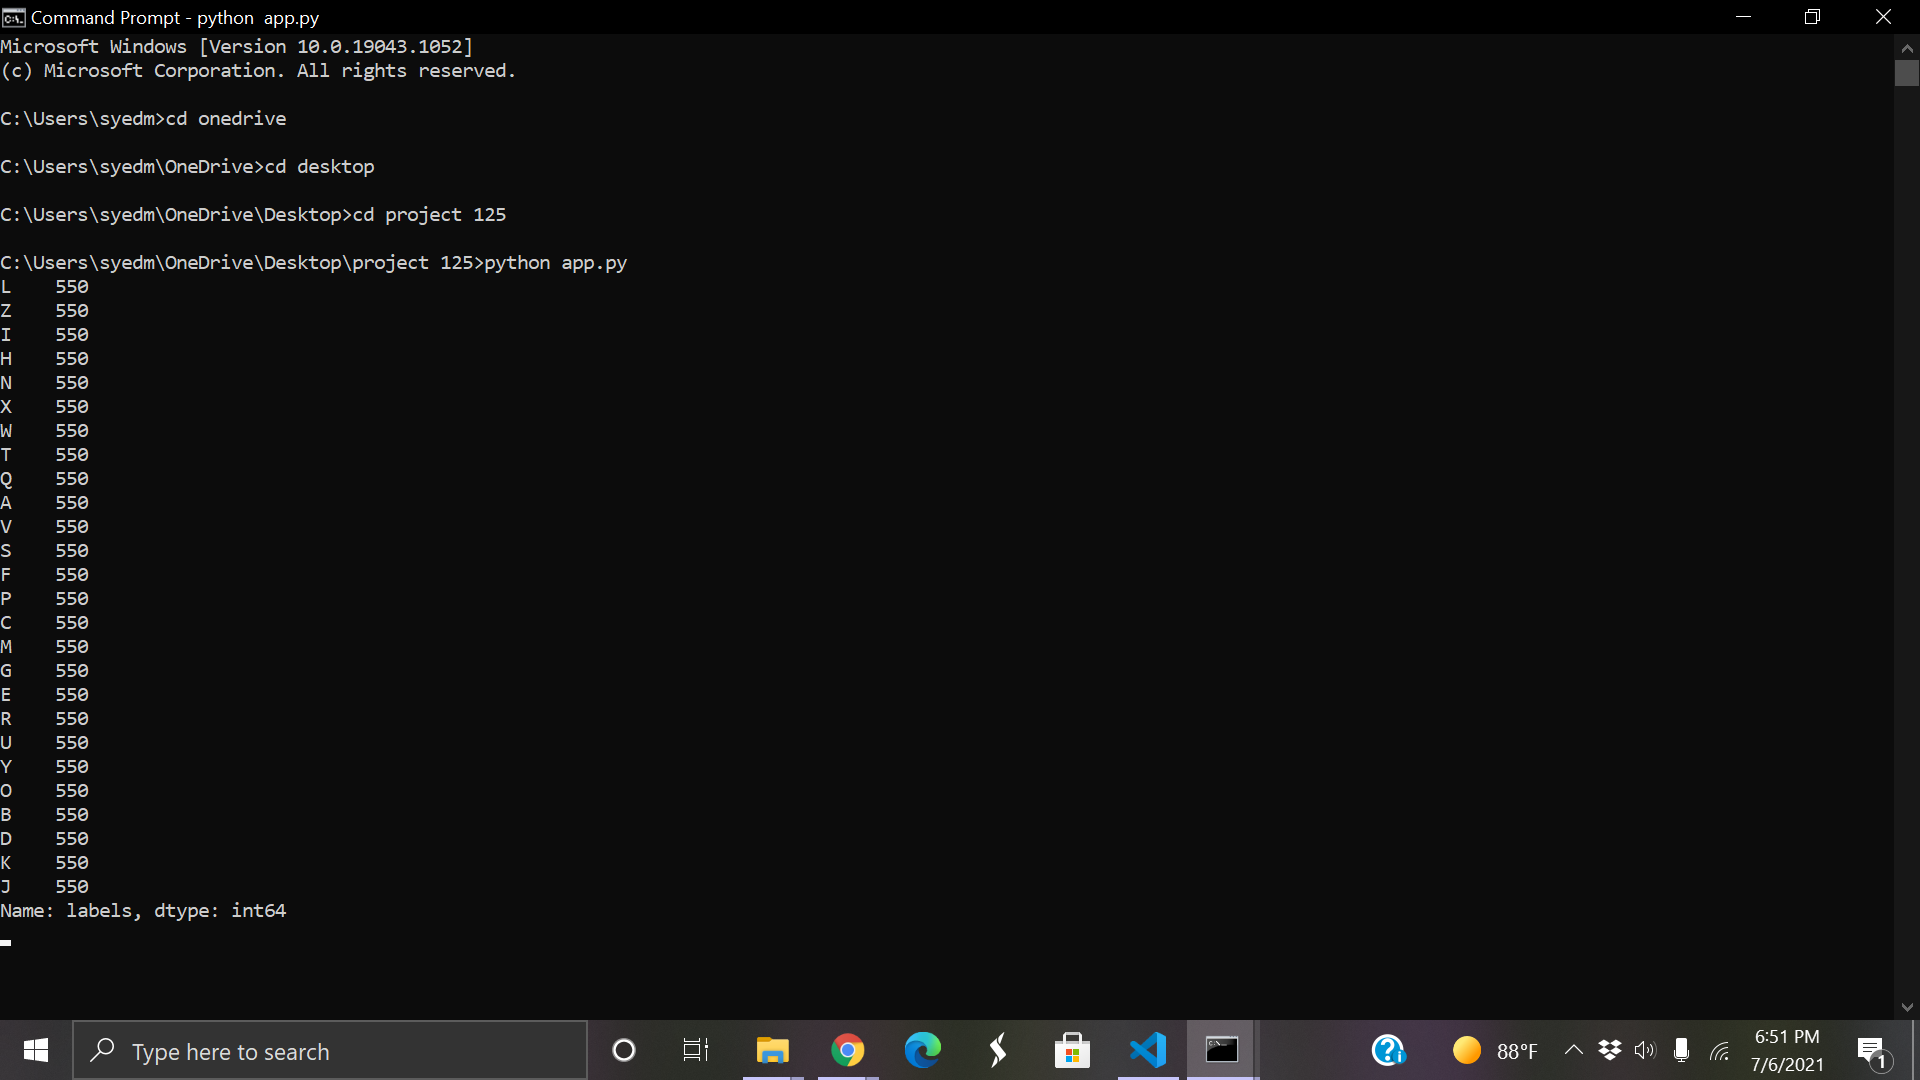 Command Prompt - python  app.py
Microsoft Windows [Version 10.0.19043.1052]
(c) Microsoft Corporation. All rights reserved.
C:\Users\syedm>cd onedrive
C:\Users\syedm\OneDrive>cd desktop
C:\Users\syedm\OneDrive\Desktop>cd project 125
C:\Users\syedm\OneDrive\Desktop\project 125>python app.py
L    550
Z    550
I    550
H    550
N    550
X    550
W    550
T    550
Q    550
A    550
V    550
S    550
F    550
P    550
C    550
M    550
G    550
E    550
R    550
U    550
Y    550
O    550
B    550
D    550
K    550
J    550
Name: labels, dtype: int64
Type here to search
88°F
6:51 PM
7/6/2021
1